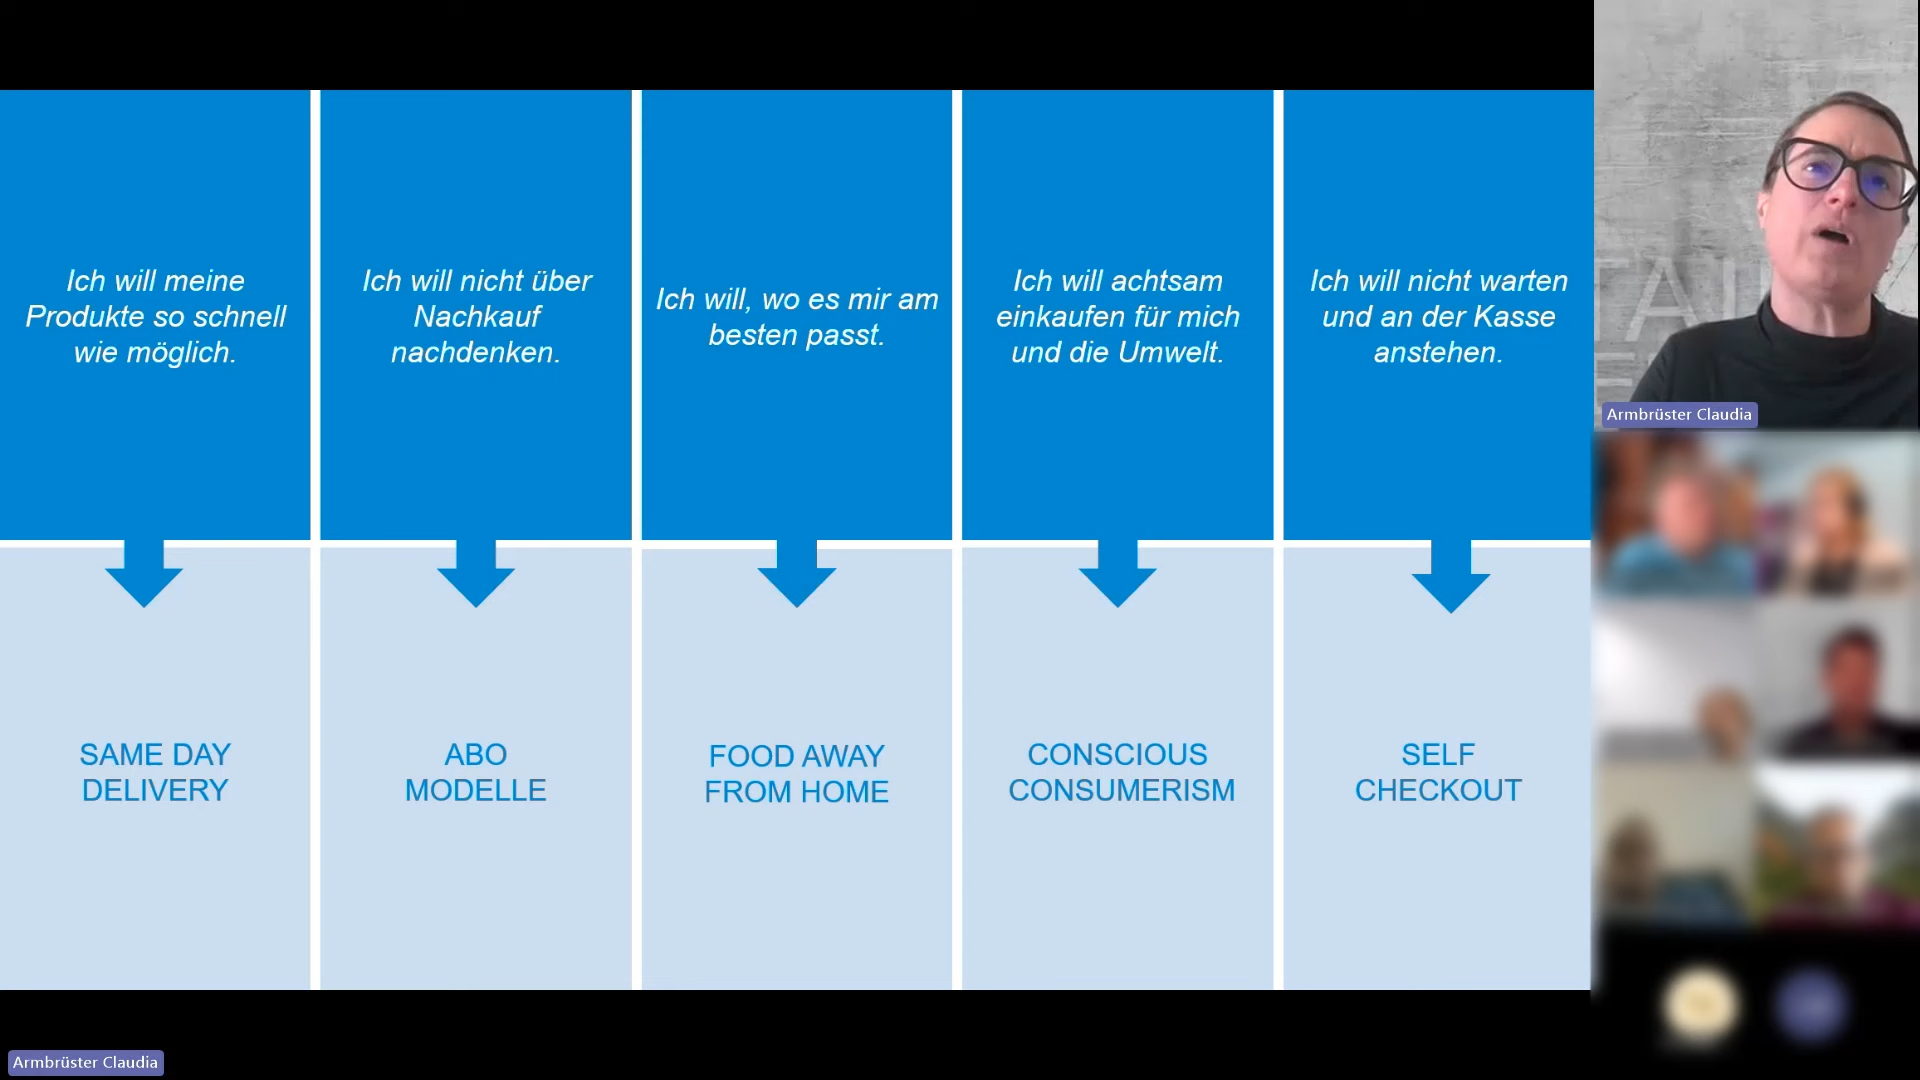 Ich will meine
Produkte so schnell
wie möglich.
Ich will nicht über
Nachkauf
nachdenken.
Ich will, wo es mir am
besten passt.
Ich will achtsam
einkaufen für mich
und die Umwelt.
Ich will nicht warten
und an der Kasse
anstehen.
SAME DAY
DELIVERY
ABO
MODELLE
FOOD AWAY
FROM HOME
CONSCIOUS
CONSUMERISM
SELF
CHECKOUT
Armbrüster Claudia
Armbrüster Claudia